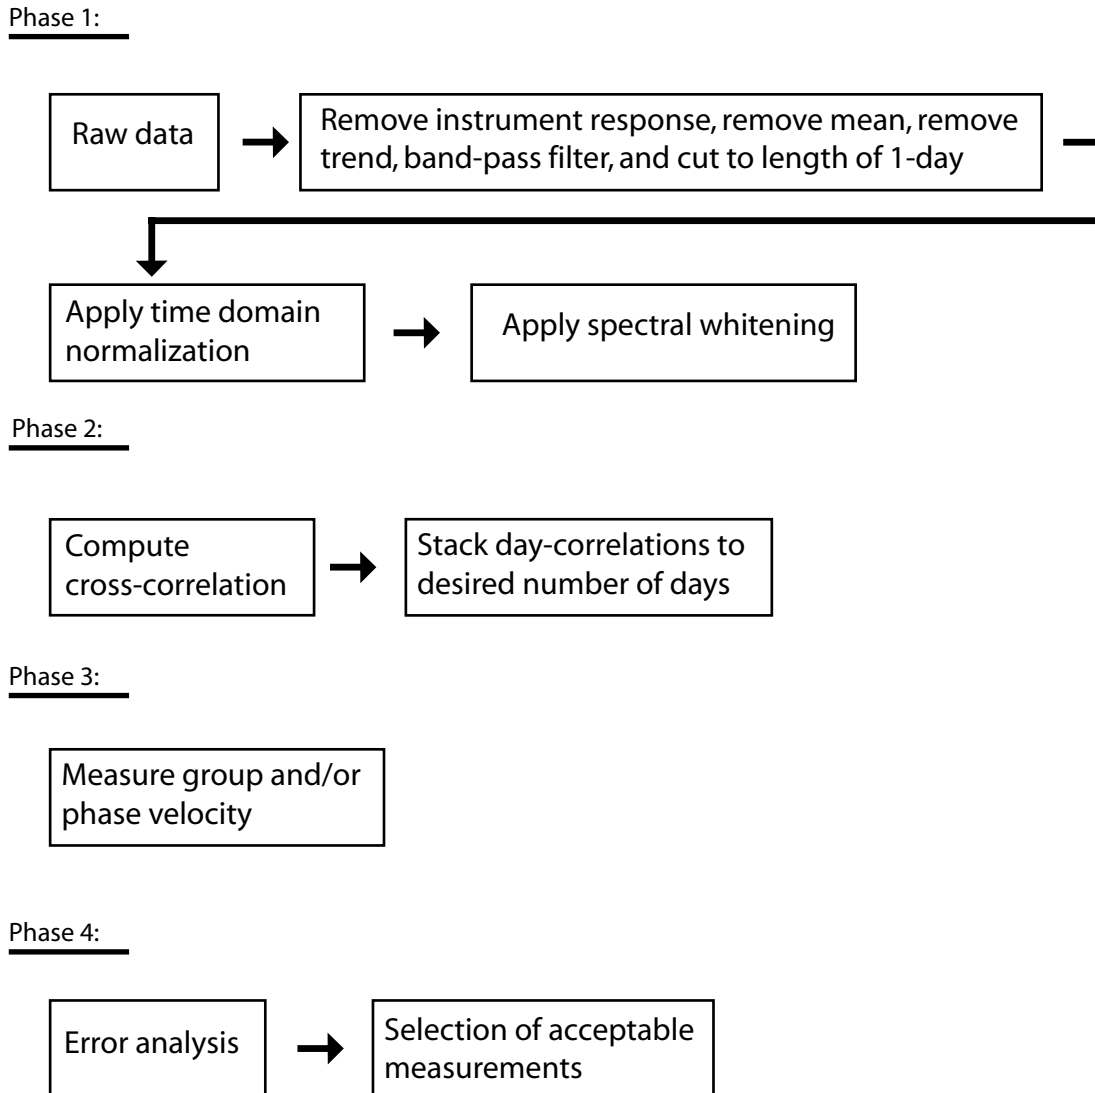 Phase 1:
Raw data
Remove instrument response, remove mean, remove
trend, band-pass filter, and cut to length of 1-day
Apply time domain
normalization
Apply spectral whitening
Phase 2:
Compute
cross-correlation
Stack day-correlations to
desired number of days
Phase 3:
Measure group and/or
phase velocity
Phase 4:
Error analysis
Selection of acceptable
measurements